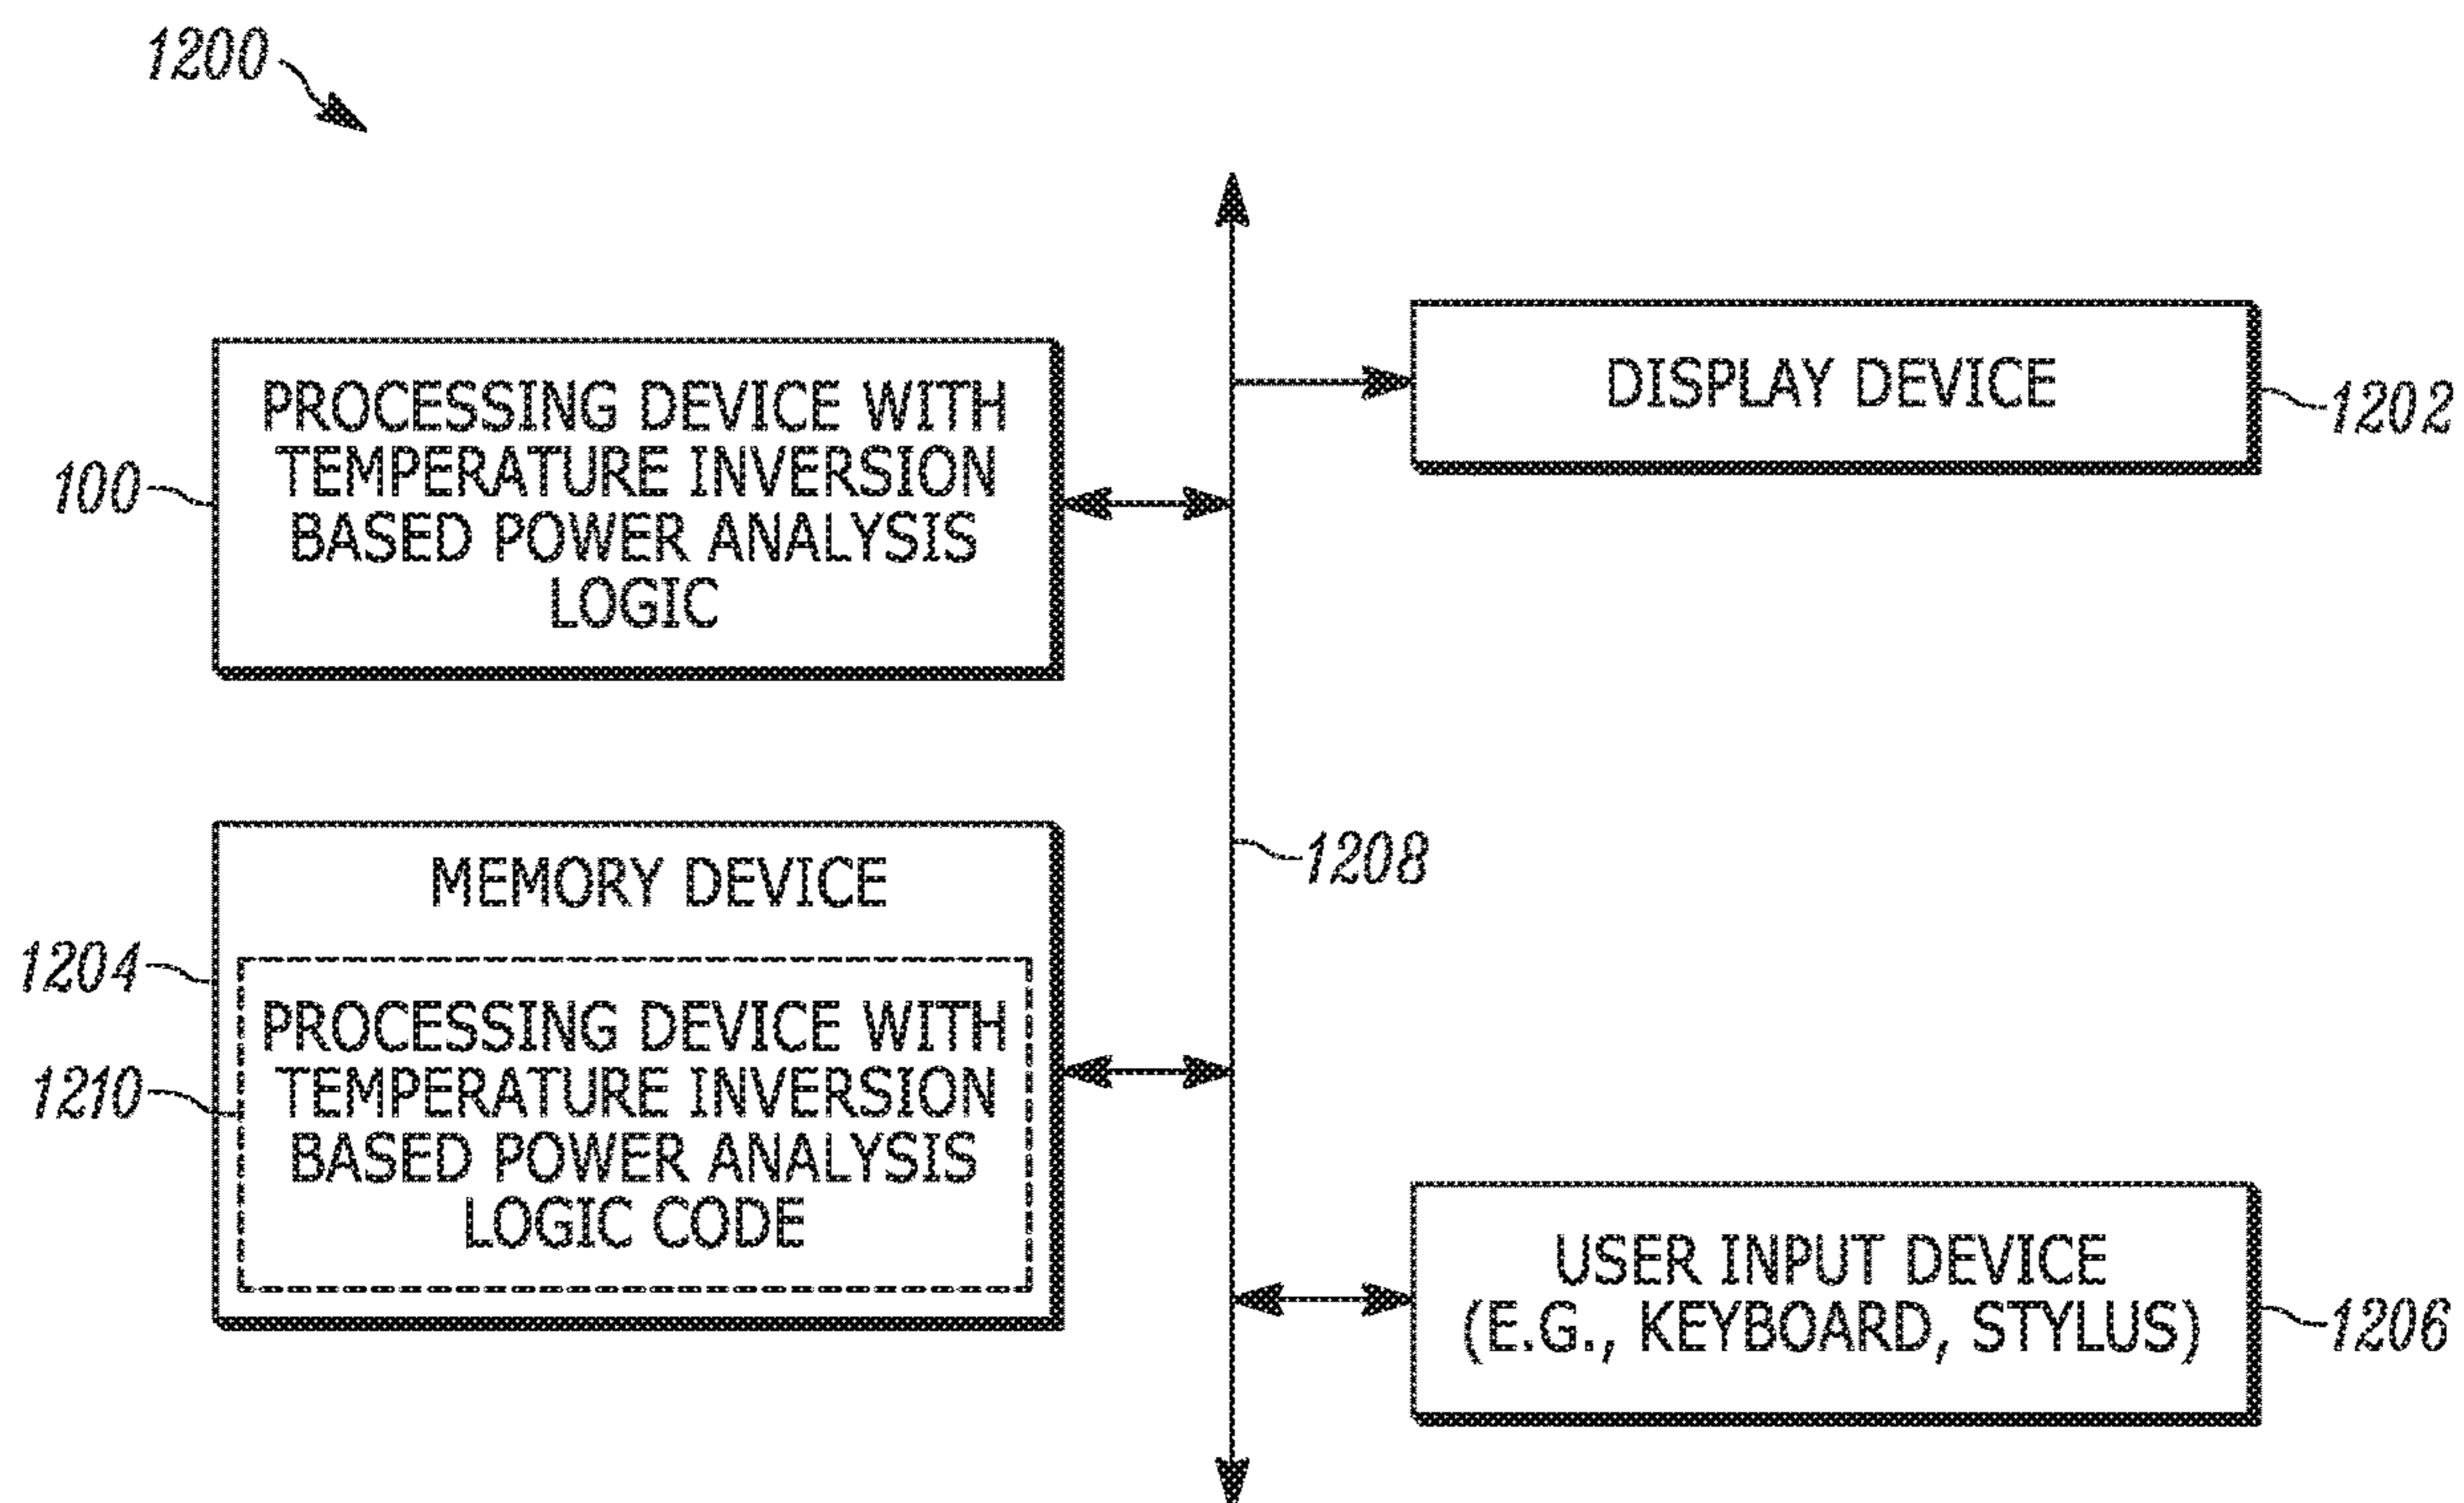 1200
PROCESSING DEVICE WITH
TEMPERATURE INVERSION
BASED POWER ANALYSIS
LOGIC
100
DISPLAY DEVICE
1202
MEMORY DEVICE
1204
PROCESSING DEVICE WITH
TEMPERATURE INVERSION
BASED POWER ANALYSIS
LOGIC CODE
1210
1208
USER INPUT DEVICE
(E.G., KEYBOARD, STYLUS)
1206